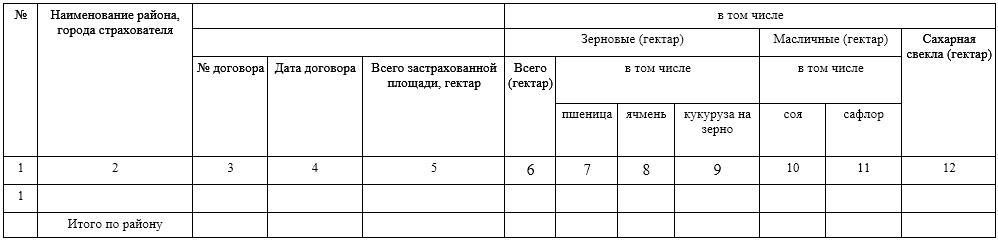 №
Наименование района,
города страхователя
в том числе
Зерновые (гектар)
Масличные (гектар)
Сахарная
свекла (гектар)
№ договора
Дата договора
Всего застрахованной
площади, гектар
Всего
(гектар)
в том числе
в том числе
пшеница
ячмень
кукуруза на
зерно
соя
сафлор
1 2 3 4 5 6 7 8 9 10 11 12
1
Итого по району